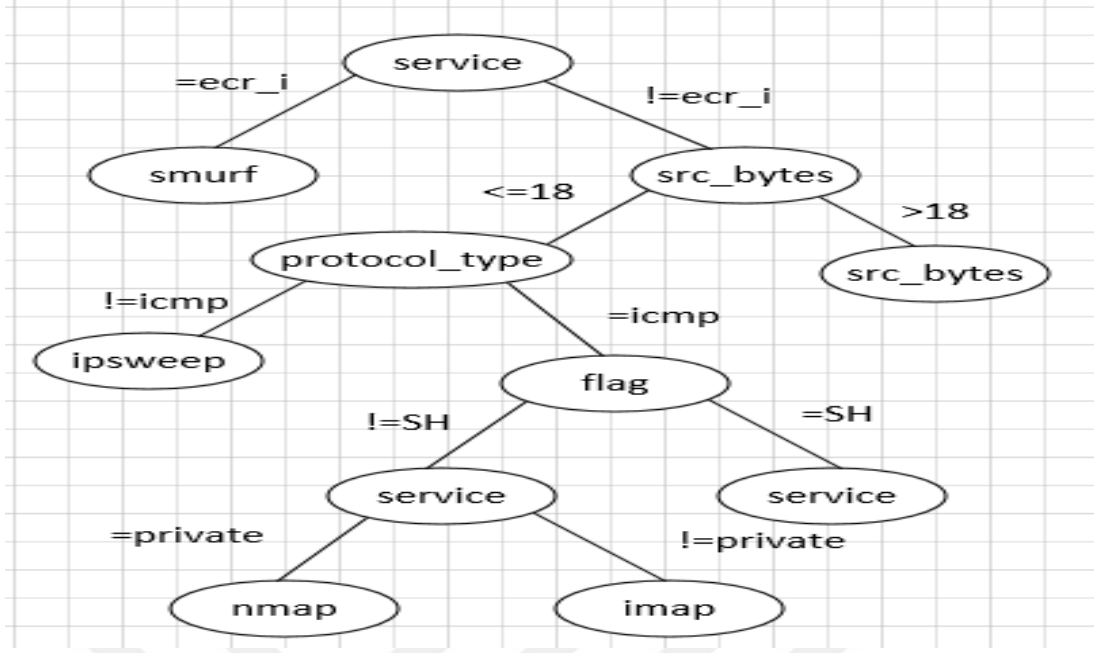 service
=ecr_i
!=ecr_i
smurf
src_bytes
<=18
>18
protocol_type
src_bytes
!=icmp
=icmp
ipsweep
flag
!=SH
=SH
service
service
=private
!=private
nmap
imap